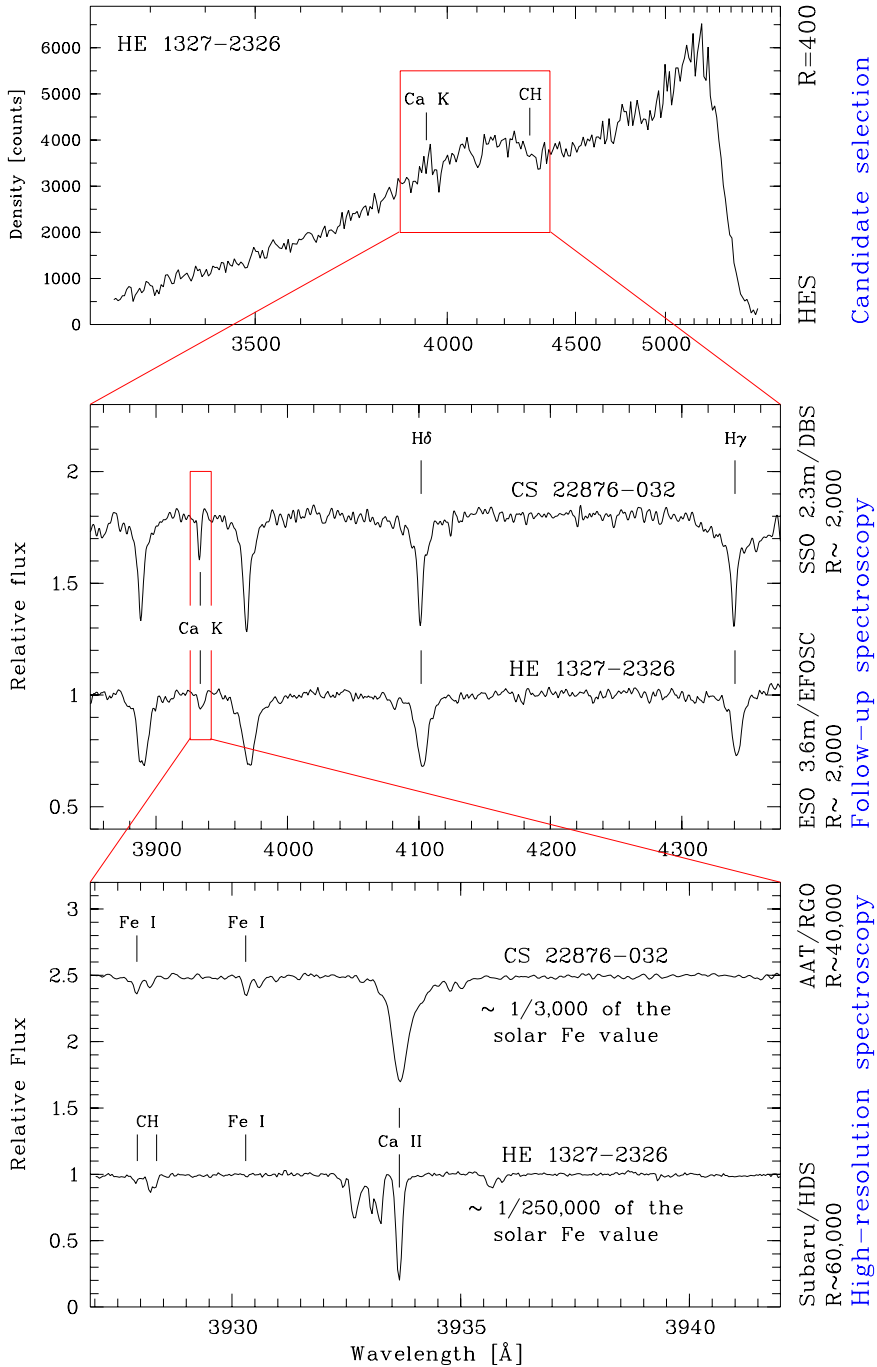 HE 1327-2326
Ca K
CH
Density [counts]
6000
5000
4000
3000
2000
1000
0
3500
4000
4500
5000
HES
R=400
Candidate selection
Hδ
Hγ
CS 22876-032
Ca K
HE 1327-2326
Relative flux
2
1.5
1
0.5
3900
4000
4100
4200
4300
ESO 3.6m/EFOSC
R~ 2,000
SSO 2.3m/DBS
R~ 2,000
Follow-up spectroscopy
Fe I
Fe I
CS 22876-032
~ 1/3,000 of the
solar Fe value
CH
Fe I
Ca II
HE 1327-2326
~ 1/250,000 of the
solar Fe value
Relative Flux
3
2.5
2
1.5
1
0.5
0
3930
3935
3940
Wavelength [Å]
Subaru/HDS
R~60,000
AAT/RGO
R~40,000
High-resolution spectroscopy